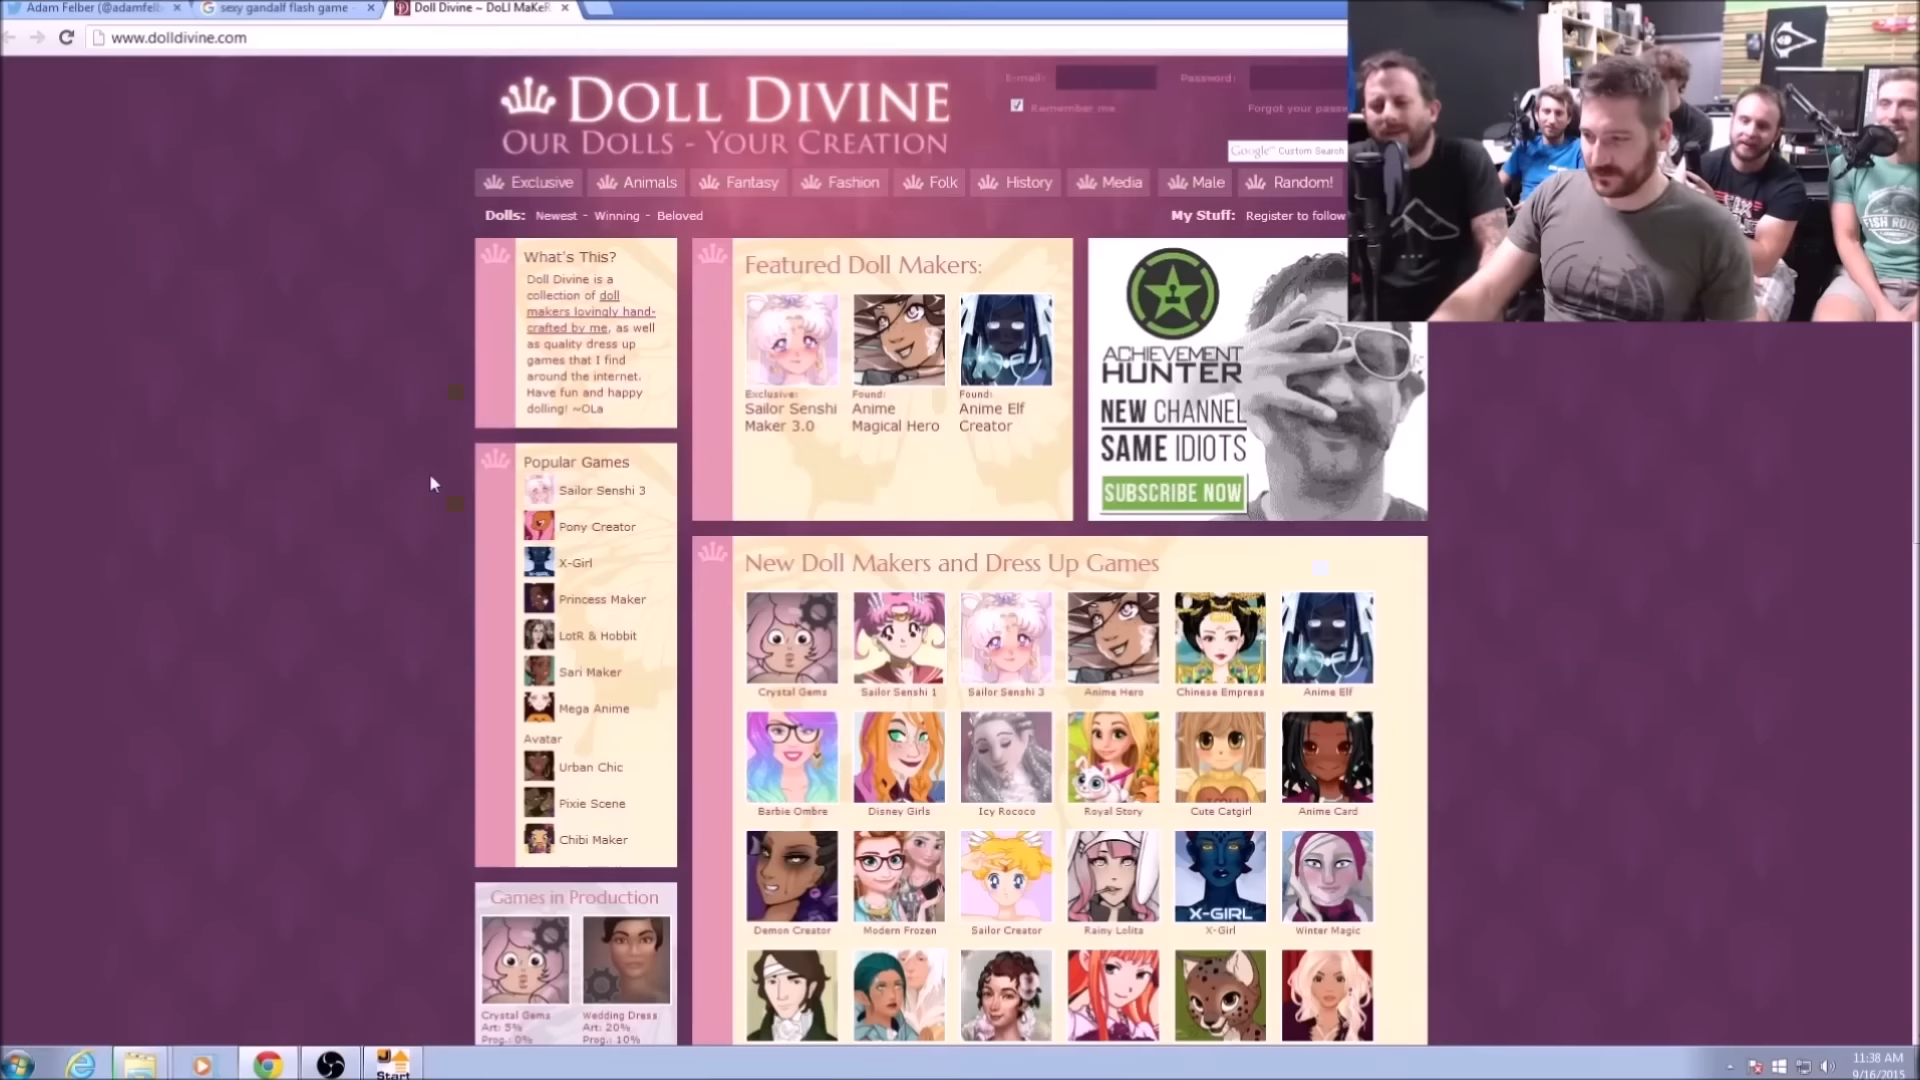 Adam Felber (@adamfelb
sexy gandalf flash game
Doll Divine ~ DoLl MaKeR
www.dolldivine.com
DOLL DIVINE
OUR DOLLS - YOUR CREATION
E-mail:
Password:
Remember me
Forgot your passw
Google™ Custom Search
Exclusive
Animals
Fantasy
Fashion
Folk
History
Media
Male
Random!
Dolls: Newest - Winning - Beloved
My Stuff: Register to follow
What's This?
Doll Divine is a
collection of doll
makers lovingly hand-
crafted by me, as well
as quality dress up
games that I find
around the internet.
Have fun and happy
dolling! ~OLa
Featured Doll Makers:
Exclusive:
Sailor Senshi
Maker 3.0
Found:
Anime
Magical Hero
Found:
Anime Elf
Creator
ACHIEVEMENT
HUNTER
NEW CHANNEL
SAME IDIOTS
SUBSCRIBE NOW
FISH
Popular Games
Sailor Senshi 3
Pony Creator
X-Girl
Princess Maker
LotR & Hobbit
Sari Maker
Mega Anime
Avatar
Urban Chic
Pixie Scene
Chibi Maker
New Doll Makers and Dress Up Games
Crystal Gems
Sailor Senshi 1
Sailor Senshi 3
Anime Hero
Chinese Empress
Anime Elf
Barbie Ombre
Disney Girls
Icy Rococo
Royal Story
Cute Catgirl
Anime Card
X-GIRL
Demon Creator
Modern Frozen
Sailor Creator
Rainy Lolita
X-Girl
Winter Magic
Games in Production
Crystal Gems
Art: 5%
Prog.: 0%
Wedding Dress
Art: 20%
Prog.: 10%
Start
11:38 AM
9/16/2015